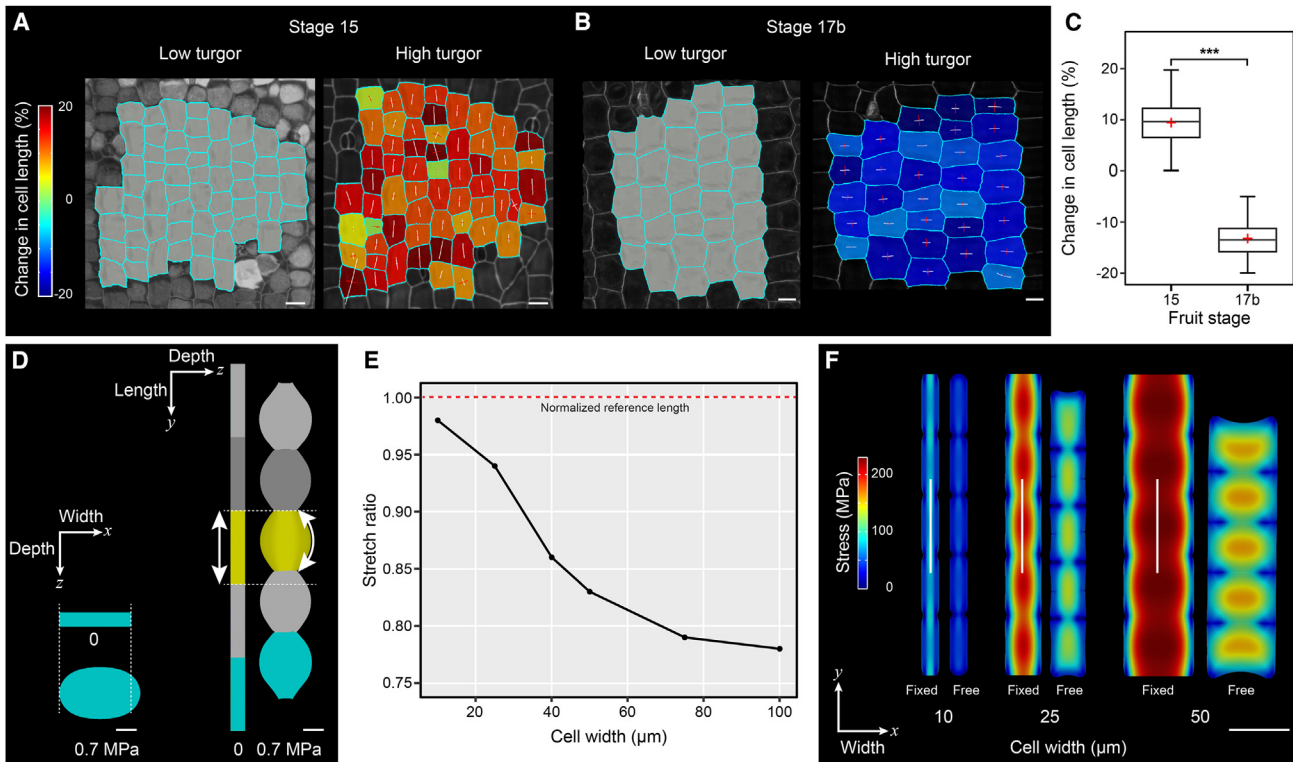 A
Stage 15
Low turgor
High turgor
Change in cell length (%)
20
10
0
-10
-20
B
Stage 17b
Low turgor
High turgor
C
***
Change in cell length (%)
20
10
0
-10
-20
15
17b
Fruit stage
D
Depth
z
Length
y
Width
x
Depth
z
0
0.7 MPa
0
0.7 MPa
E
Stretch ratio
1.00
0.95
0.90
0.85
0.80
0.75
Normalized reference length
20
40
60
80
100
Cell width (µm)
F
Stress (MPa)
200
100
0
Fixed
Free
Fixed
Free
Fixed
Free
10
25
50
y
x
Width
Cell width (µm)